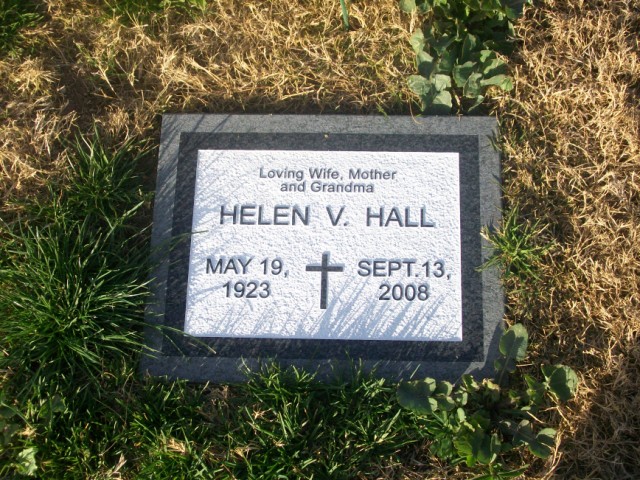 Loving Wife, Mother
and Grandma
HELEN V. HALL
MAY 19, SEPT.13,
1923 2008